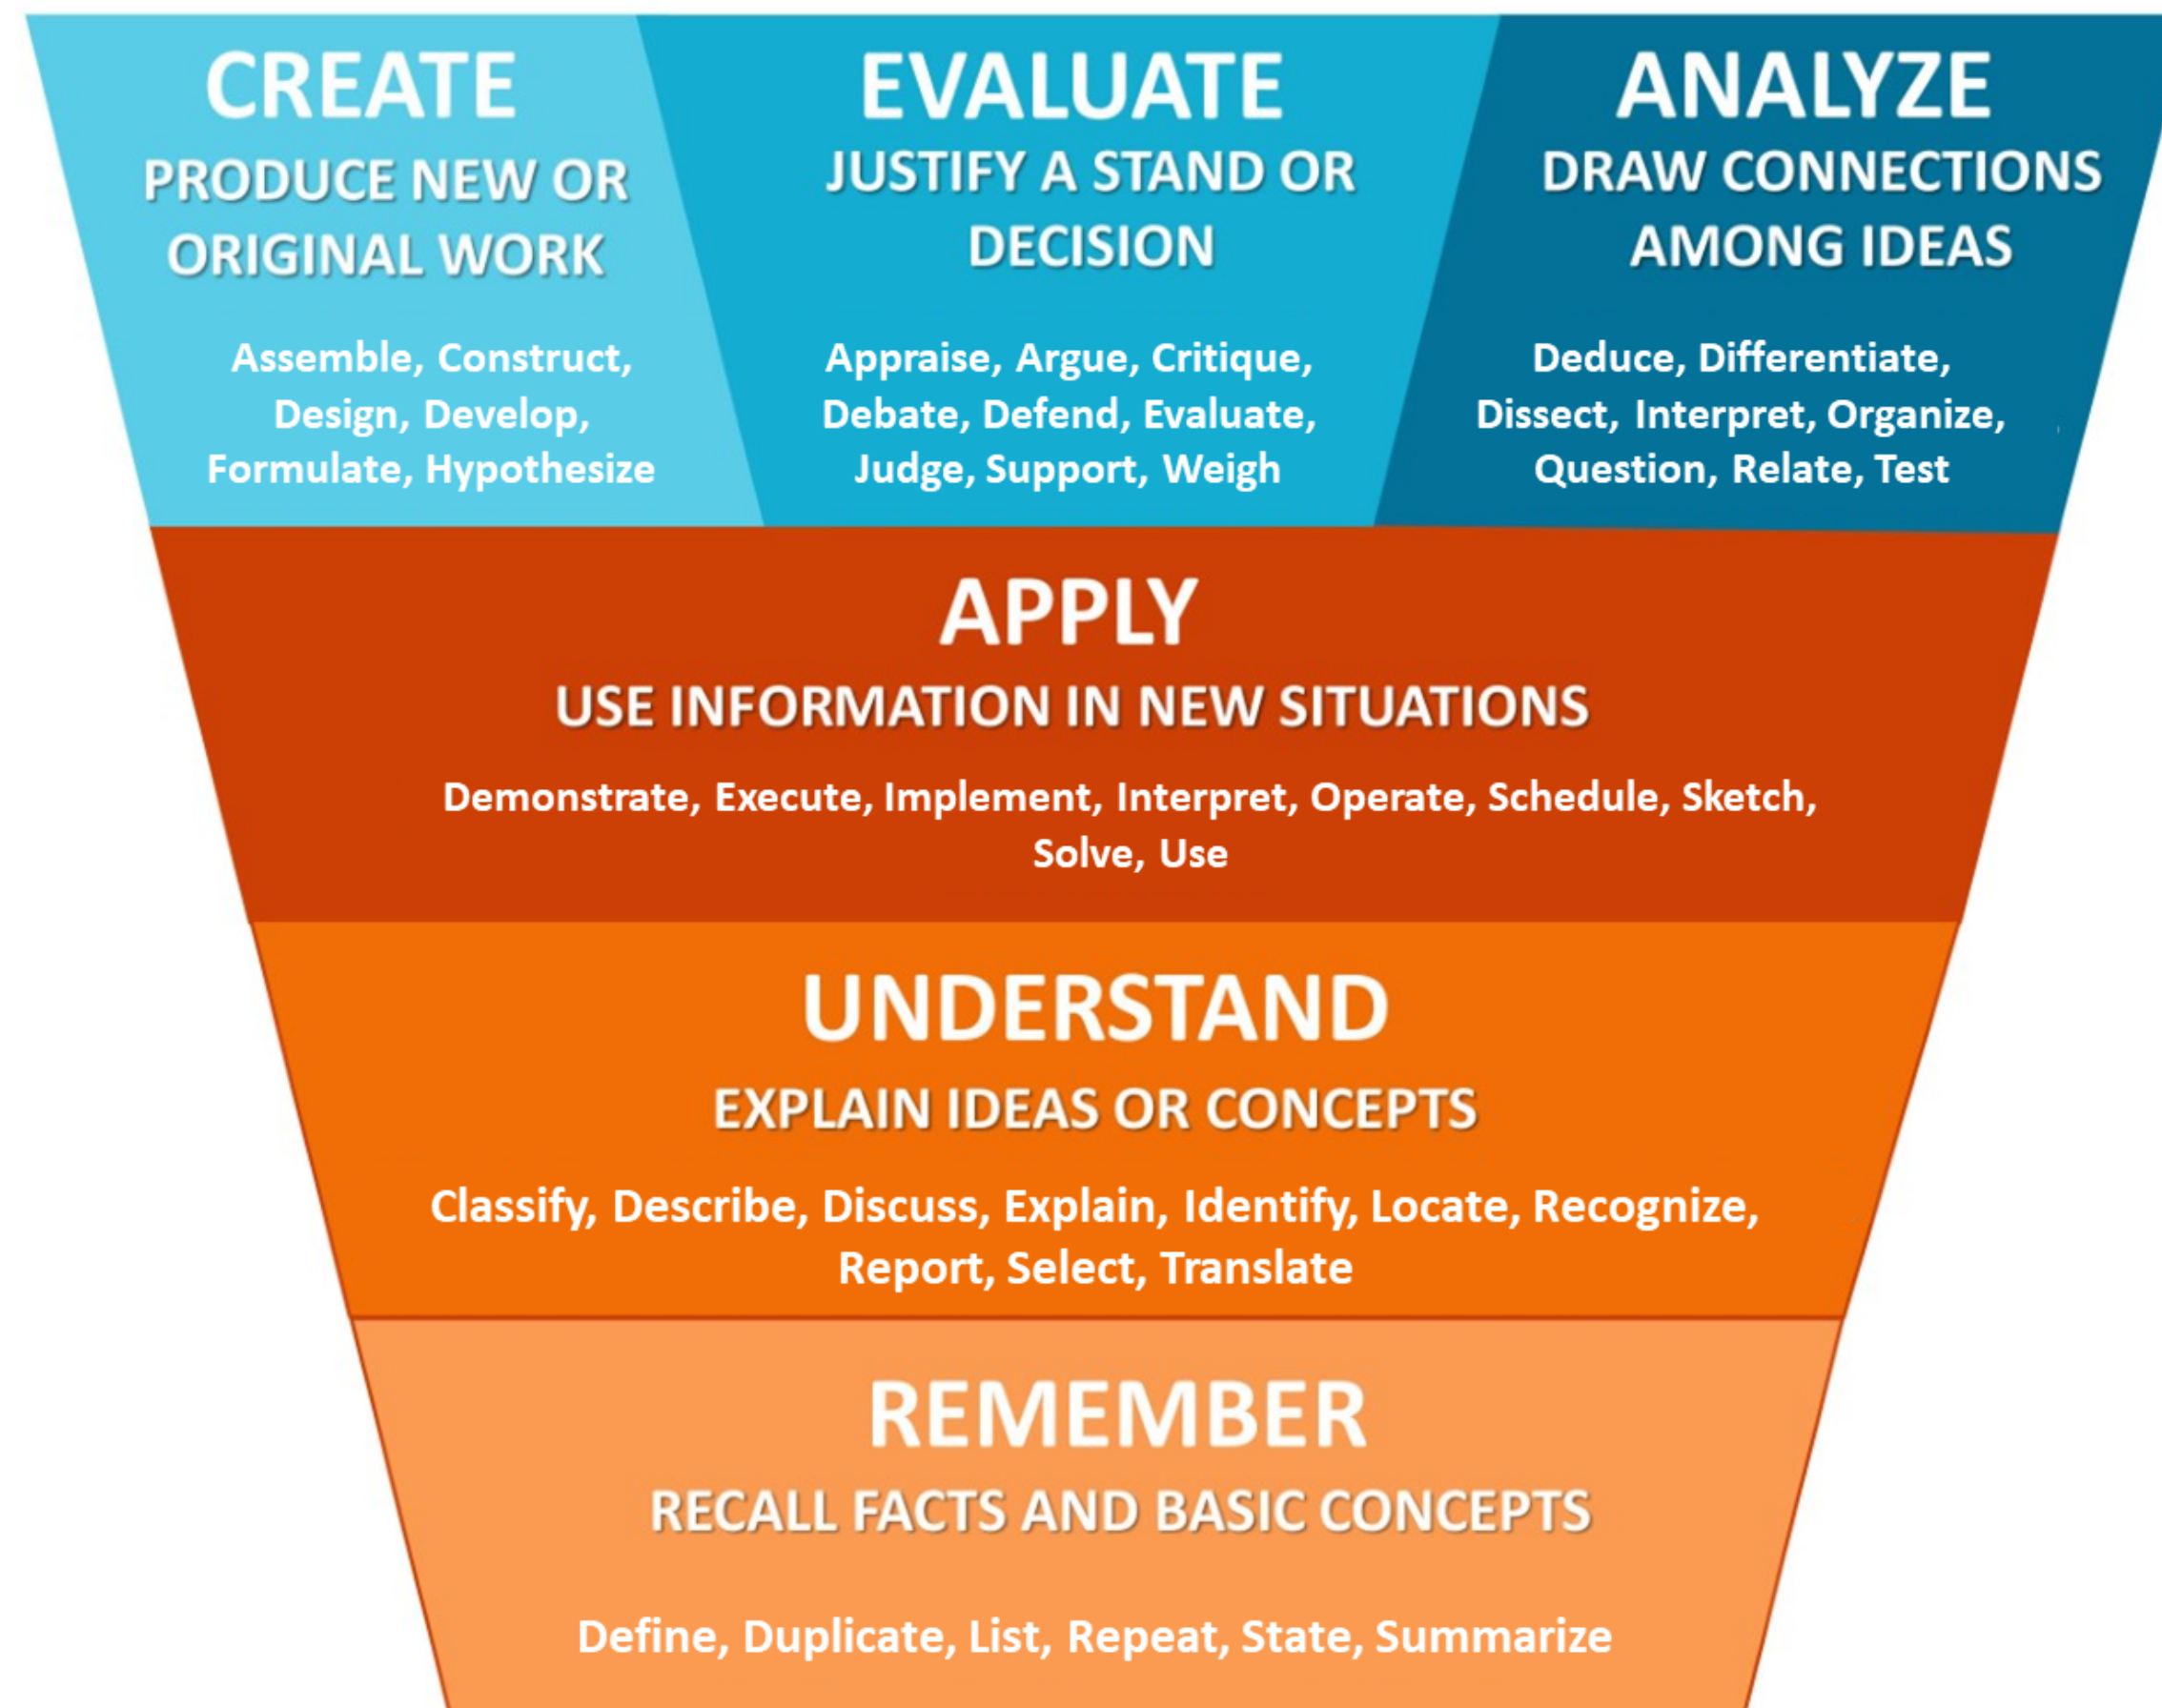 CREATE
PRODUCE NEW OR
ORIGINAL WORK
Assemble, Construct,
Design, Develop,
Formulate, Hypothesize
EVALUATE
JUSTIFY A STAND OR
DECISION
Appraise, Argue, Critique,
Debate, Defend, Evaluate,
Judge, Support, Weigh
ANALYZE
DRAW CONNECTIONS
AMONG IDEAS
Deduce, Differentiate,
Dissect, Interpret, Organize,
Question, Relate, Test
APPLY
USE INFORMATION IN NEW SITUATIONS
Demonstrate, Execute, Implement, Interpret, Operate, Schedule, Sketch,
Solve, Use
UNDERSTAND
EXPLAIN IDEAS OR CONCEPTS
Classify, Describe, Discuss, Explain, Identify, Locate, Recognize,
Report, Select, Translate
REMEMBER
RECALL FACTS AND BASIC CONCEPTS
Define, Duplicate, List, Repeat, State, Summarize